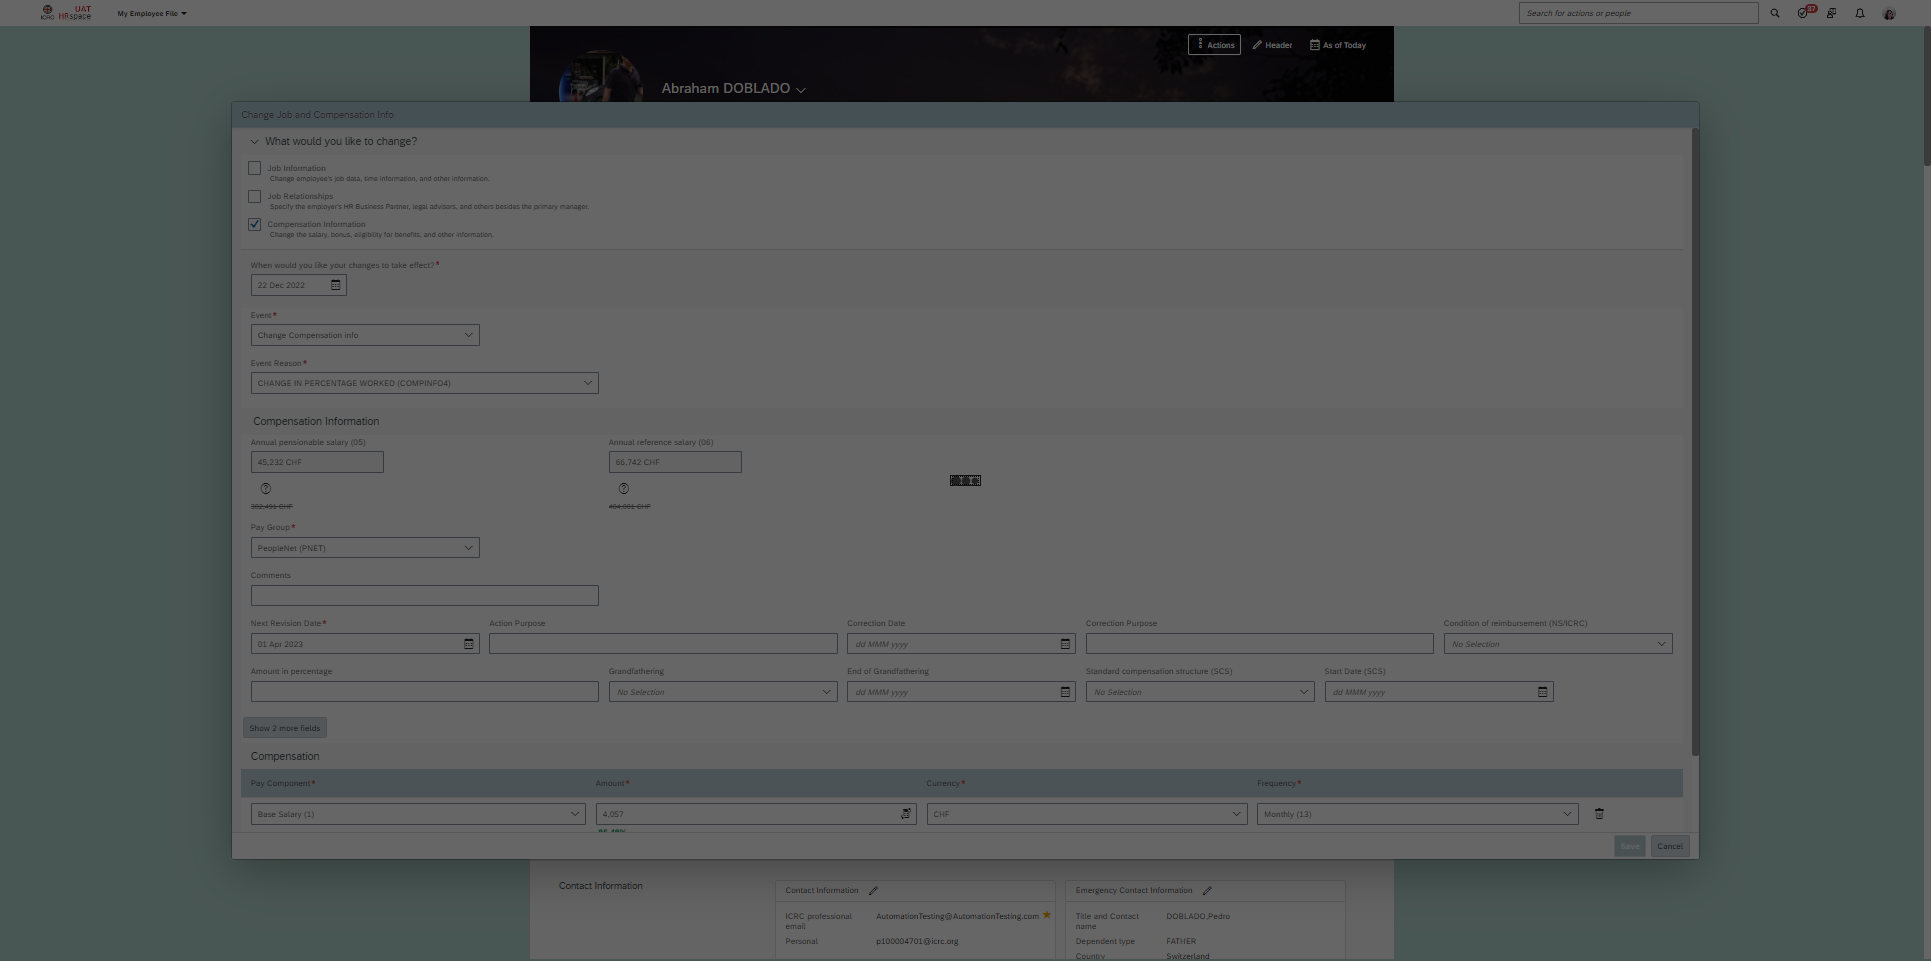 ICRC
UAT
HRspace
My Employee File
Search for actions or people
37
Actions
Header
As of Today
Abraham DOBLADO
Change Job and Compensation Info
What would you like to change?
Job Information
Change employee's job data, time information, and other information.
Job Relationships
Specify the employer's HR Business Partner, legal advisors, and others besides the primary manager.
Compensation Information
Change the salary, bonus, eligibility for benefits, and other information.
When would you like your changes to take effect?*
22 Dec 2022
Event*
Change Compensation info
Event Reason*
CHANGE IN PERCENTAGE WORKED (COMPINFO4)
Compensation Information
Annual pensionable salary (05) Annual reference salary (06)
45,232 CHF 66,742 CHF
Pay Group*
PeopleNet (PNET)
Comments
Next Revision Date* Action Purpose Correction Date Correction Purpose Condition of reimbursement (NS/ICRC)
01 Apr 2023 dd MMM yyyy No Selection
Amount in percentage Grandfathering End of Grandfathering Standard compensation structure (SCS) Start Date (SCS)
No Selection dd MMM yyyy No Selection dd MMM yyyy
Show 2 more fields
Compensation
Pay Component* Amount* Currency* Frequency*
Base Salary (1) 4,057 CHF Monthly (13)
Save Cancel
Contact Information
Contact Information
ICRC professional email AutomationTesting@AutomationTesting.com
Personal p100004701@icrc.org
Emergency Contact Information
Title and Contact name DOBLADO,Pedro
Dependent type FATHER
Country Switzerland